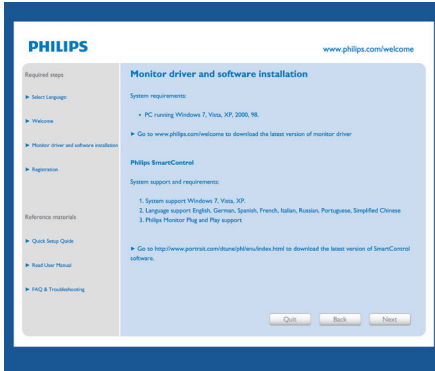 PHILIPS
www.philips.com/welcome
Required steps
Select Language:
Welcome
Monitor driver and software installation
Registration
Reference materials
Quick Setup Quide
Read User Manual
FAQ & Troubleshooting
Monitor driver and software installation
System requirements:
• PC running Windows 7, Vista, XP, 2000, 98.
Go to www.philips.com/welcome to download the latest version of monitor driver
Philips SmartControl
System support and requirements:
1. System support Windows 7, Vista, XP.
2. Language support English, German, Spanish, French, Italian, Russian, Portuguese, Simplified Chinese
3. Philips Monitor Plug and Play support
Go to http://www.portrait.com/dtune/phl/enu/index.html to download the latest version of SmartControl
software.
Quit
Back
Next